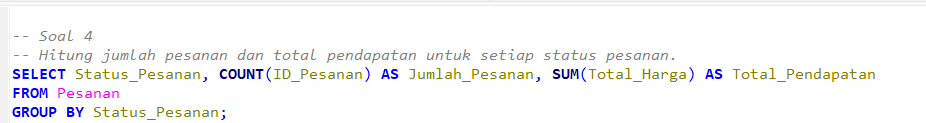 -- Soal 4
-- Hitung jumlah pesanan dan total pendapatan untuk setiap status pesanan.
SELECT Status_Pesanan, COUNT(ID_Pesanan) AS Jumlah_Pesanan, SUM(Total_Harga) AS Total_Pendapatan
FROM Pesanan
GROUP BY Status_Pesanan;